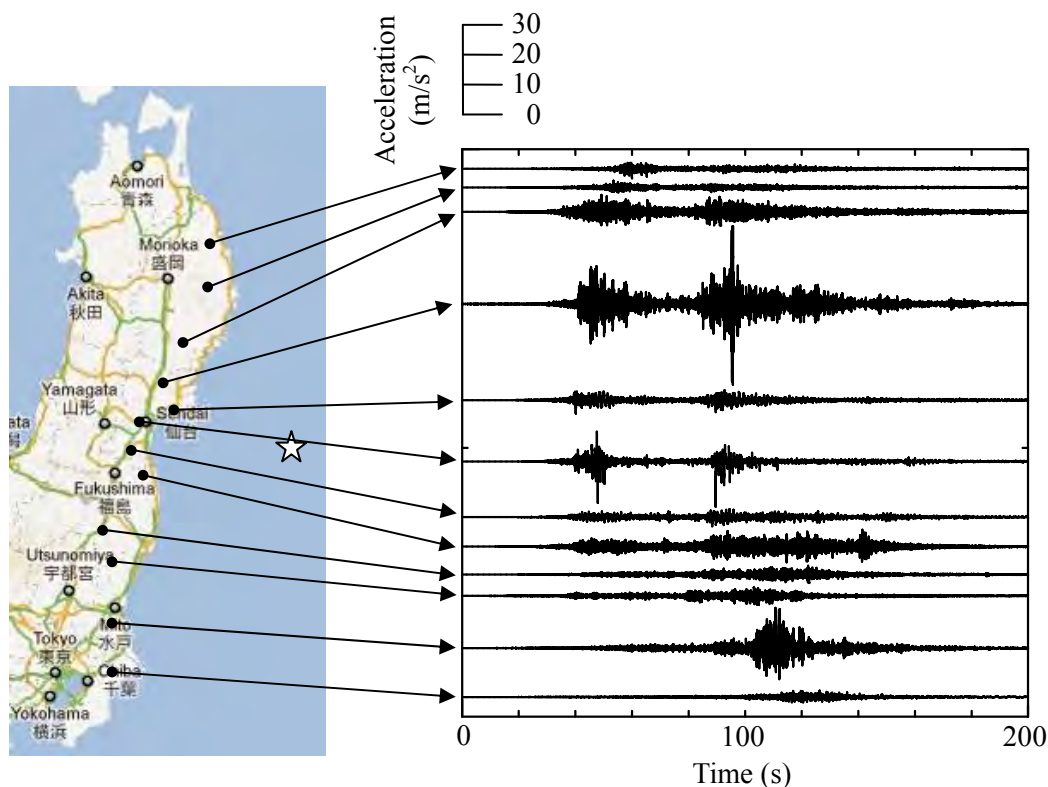 30
20
10
0
Acceleration
(m/s²)
Aomori
青森
Morioka
盛岡
Akita
秋田
Yamagata
山形
Sendai
仙台
ata
Fukushima
福島
Utsunomiya
宇都宮
Mito
水戸
Tokyo
東京
Chiba
千葉
Yokohama
横浜
0
100
200
200
Time (s)